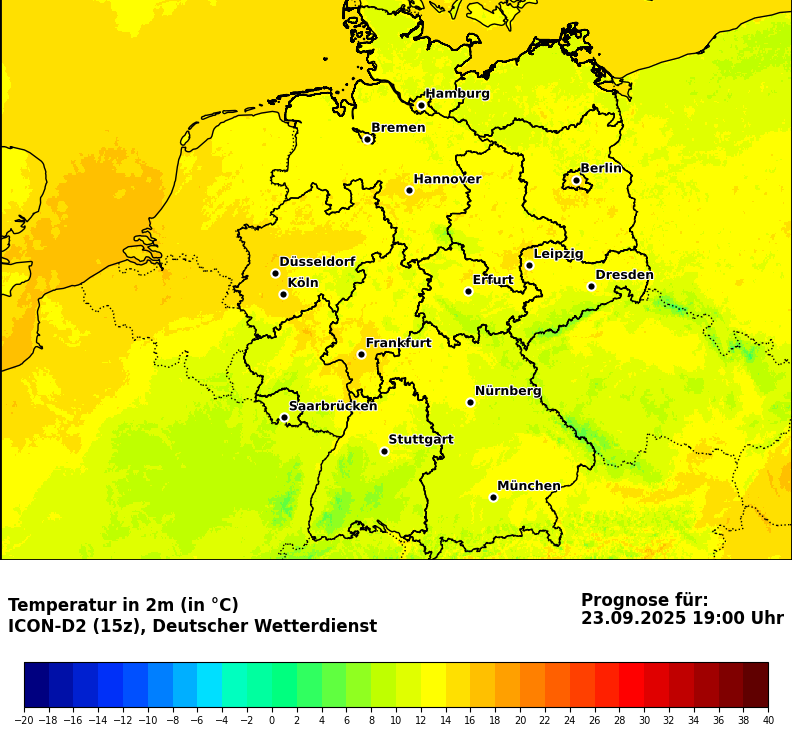 Hamburg
Bremen
Berlin
Hannover
Leipzig
Düsseldorf
Dresden
Köln
Erfurt
Frankfurt
Nürnberg
Saarbrücken
Stuttgart
München
Temperatur in 2m (in °C)
ICON-D2 (15z), Deutscher Wetterdienst
Prognose für:
23.09.2025 19:00 Uhr
−20 −18 −16 −14 −12 −10 −8 −6 −4 −2 0 2 4 6 8 10 12 14 16 18 20 22 24 26 28 30 32 34 36 38 40